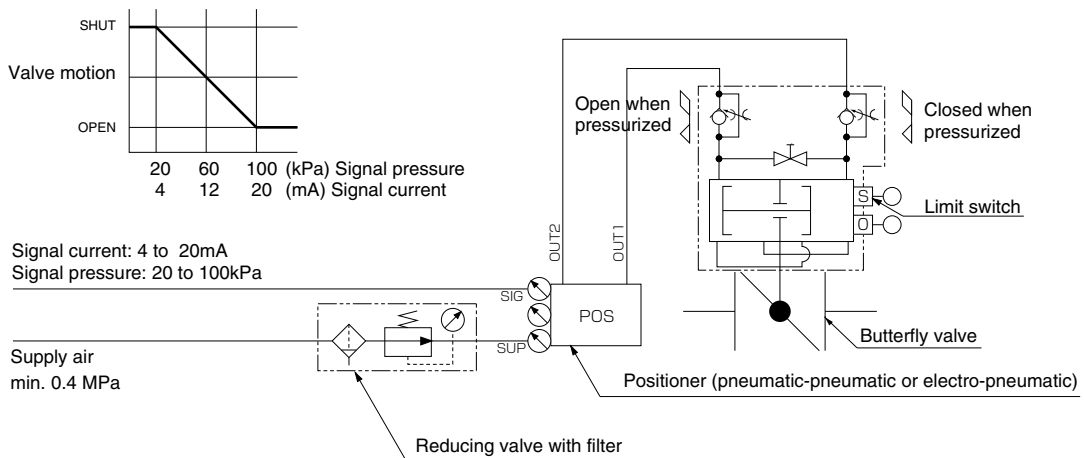 SHUT
Valve motion
OPEN
20 60 100 (kPa) Signal pressure
4 12 20 (mA) Signal current
Open when
pressurized
Closed when
pressurized
S
O
Limit switch
OUT2
OUT1
Signal current: 4 to 20mA
Signal pressure: 20 to 100kPa
SIG
POS
SUP
Supply air
min. 0.4 MPa
Butterfly valve
Positioner (pneumatic-pneumatic or electro-pneumatic)
Reducing valve with filter